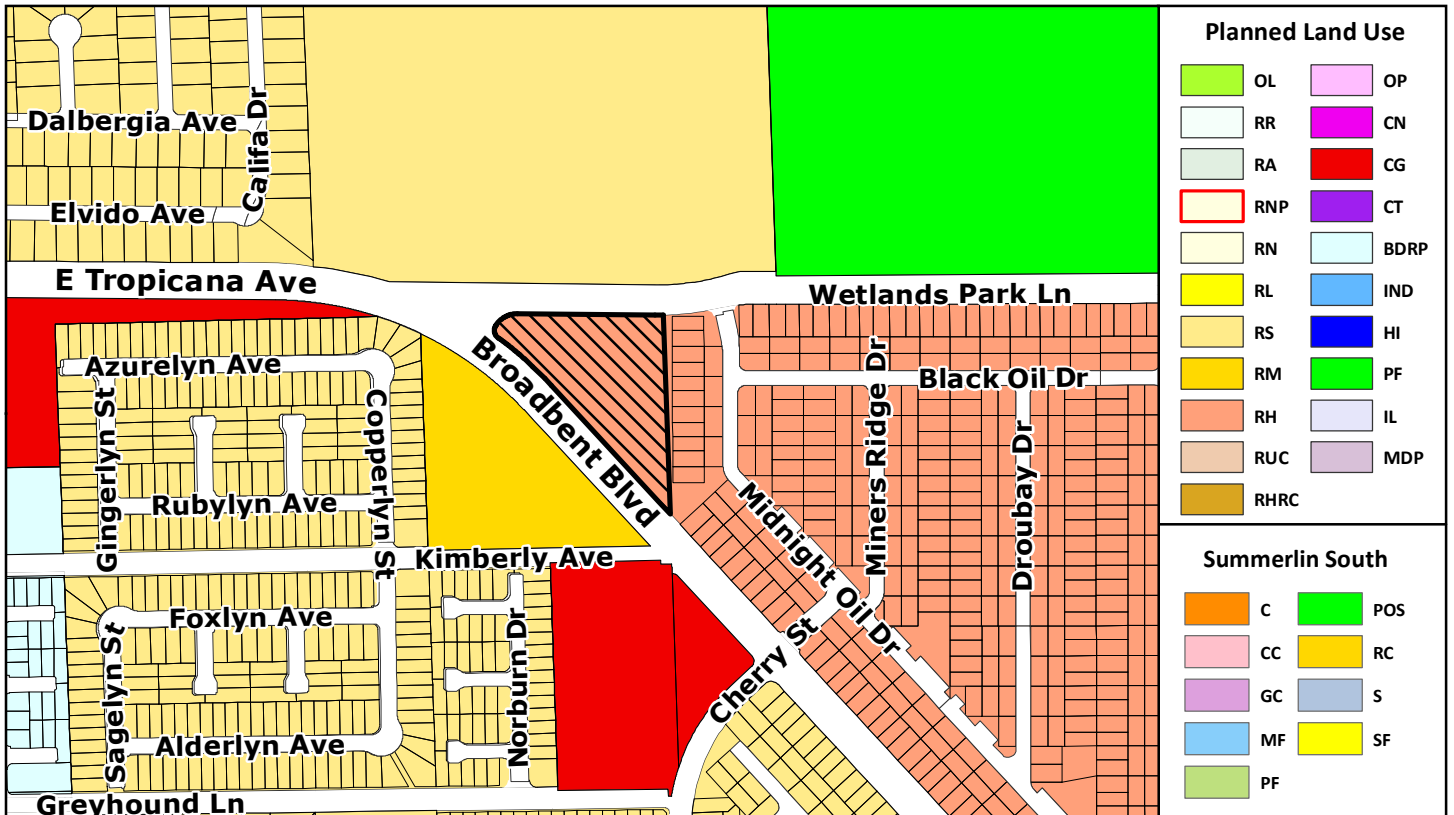 Dalbergia Ave
Califa Dr
Elvido Ave
E Tropicana Ave
Wetlands Park Ln
Azurelyn Ave
Gingerlyn St
Copperlyn St
Rubylyn Ave
Broadbent Blvd
Black Oil Dr
Miners Ridge Dr
Droubay Dr
Midnight Oil Dr
Kimberly Ave
Foxlyn Ave
Sagelyn St
Norburn Dr
Cherry St
Alderlyn Ave
Greyhound Ln
Planned Land Use
OL OP
RR CN
RA CG
RNP CT
RN BDRP
RL IND
RS HI
RM PF
RH IL
RUC MDP
RHRC
Summerlin South
C POS
CC RC
GC S
MF SF
PF